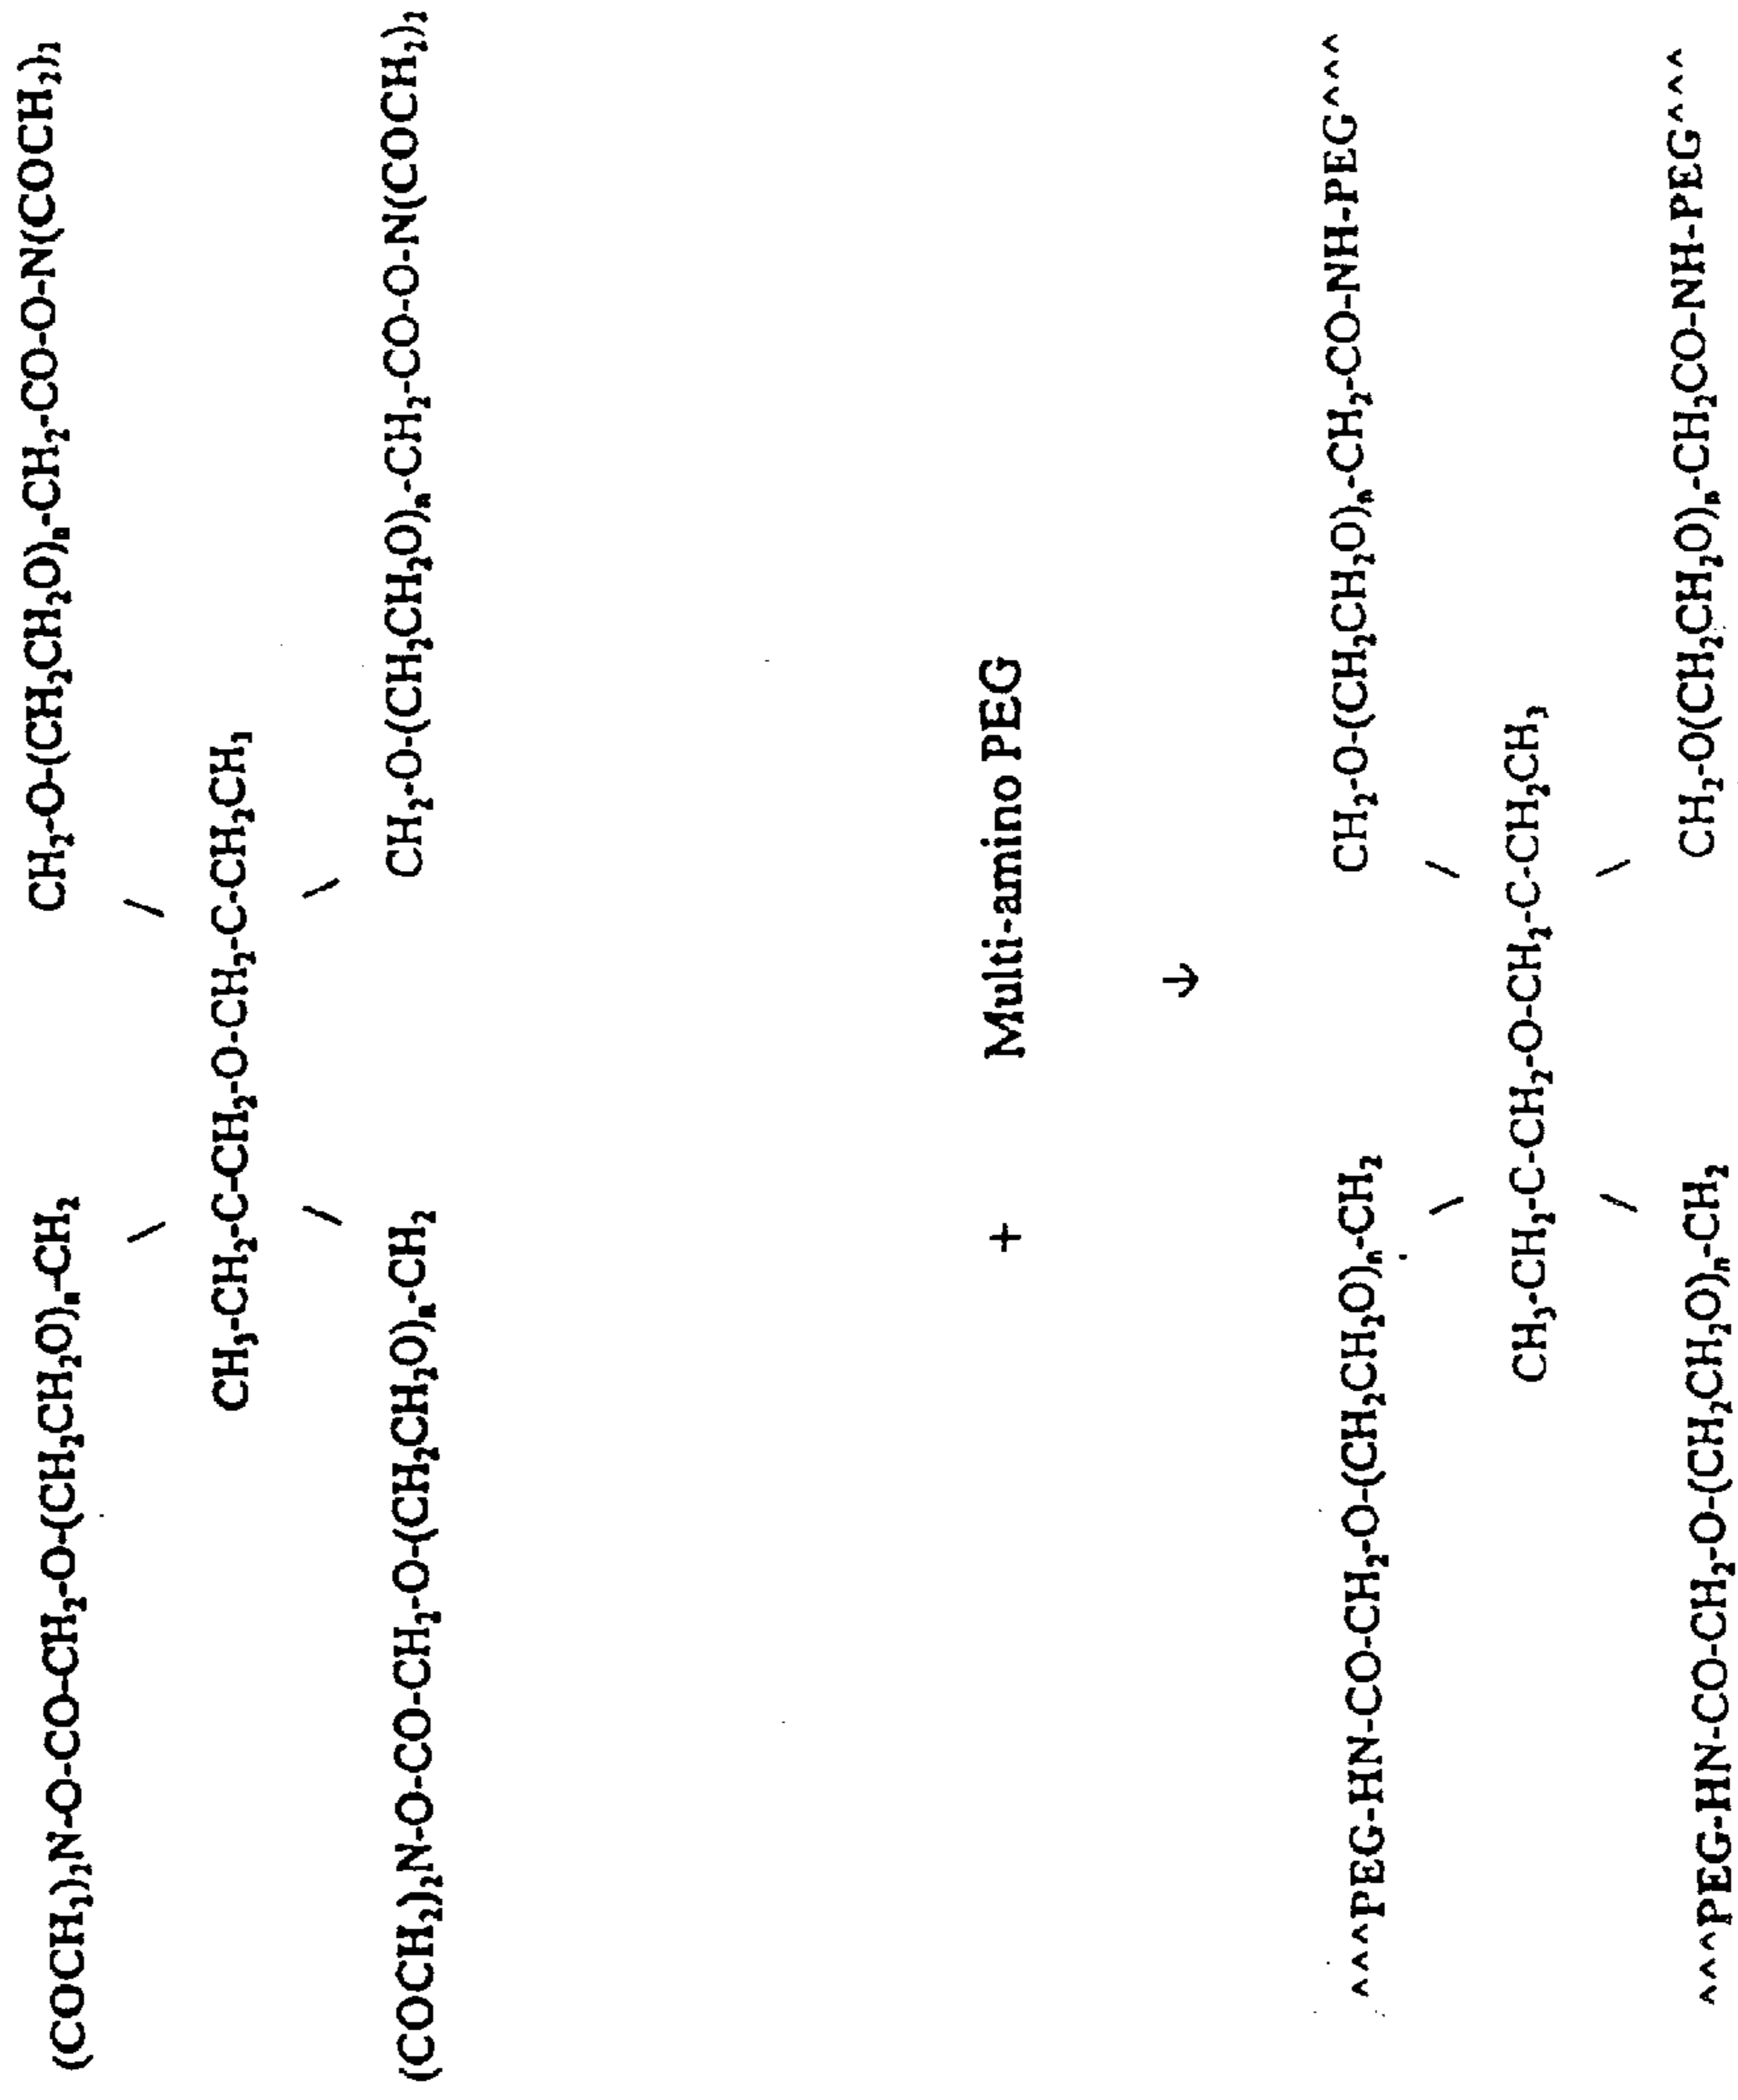 (COCH₂)₂N-O-CO-CH₂-O-(CH₂CH₂O)ₙ-CH₂ CH₂-O-(CH₂CH₂O)ₙ-CH₂-CO-O-N(COCH₂)₂
\ /
CH₃-CH₂-C-CH₂-O-CH₂-C-CH₂CH₃
/ \
(COCH₂)₂N-O-CO-CH₂-O-(CH₂CH₂O)ₙ-CH₂ CH₂-O-(CH₂CH₂O)ₙ-CH₂-CO-O-N(COCH₂)₂
+ Multi-amino PEG
↓
^^^PEG-HN-CO-CH₂-O-(CH₂CH₂O)ₙ-CH₂ CH₂-O-(CH₂CH₂O)ₙ-CH₂-CO-NH-PEG^^^
\ /
CH₃-CH₂-C-CH₂-O-CH₂-C-CH₂CH₃
/ \
^^^PEG-HN-CO-CH₂-O-(CH₂CH₂O)ₙ-CH₂ CH₂-O(CH₂CH₂O)ₙ-CH₂CO-NH-PEG^^^